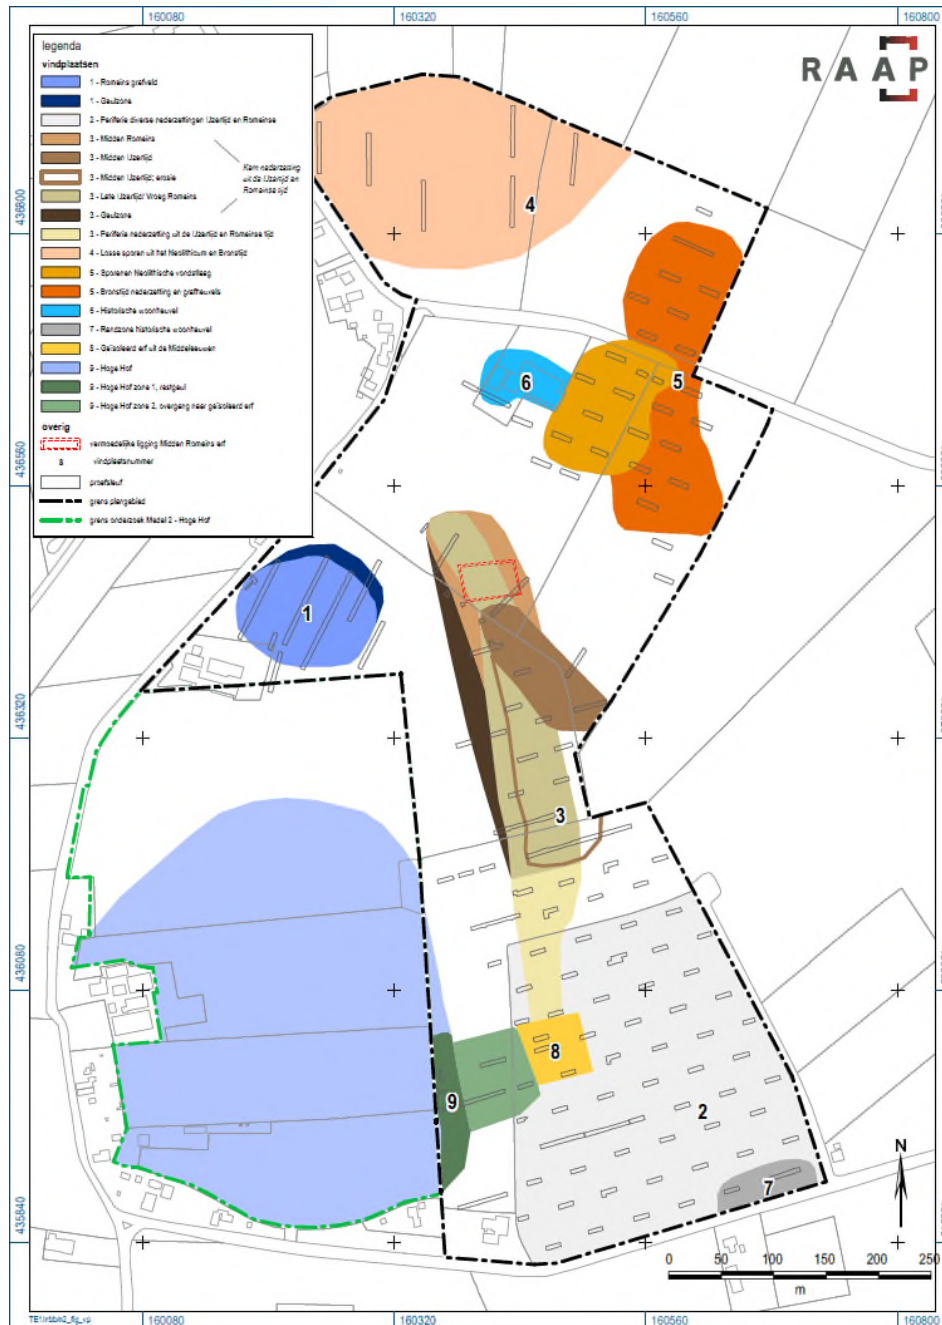 160080 160320 160560 160800
legenda
vindplaatsen
1 - Romeins grafveld
1 - Geulzone
2 - Periferie diverse nederzettingen IJzertijd en Romeinse
3 - Midden Romeins
3 - Midden IJzertijd
3 - Midden IJzertijd; erosie
3 - Late IJzertijd/ Vroeg Romeins
3 - Geulzone
Kern nederzetting
uit de IJzertijd en
Romeinse tijd
3 - Periferie nederzetting uit de IJzertijd en Romeinse tijd
4 - Losse sporen uit het Neolithicum en Bronstijd
5 - Sporen en Neolithische vondstlaag
5 - Bronstijd nederzetting en grafheuvels
6 - Historische woonheuvel
7 - Randzone historische woonheuvel
8 - Geïsoleerd erf uit de Middeleeuwen
9 - Hoge Hof
9 - Hoge Hof zone 1, restgeul
9 - Hoge Hof zone 2, overgang naar geïsoleerd erf
overig
vermoedelijke ligging Midden Romeins erf
8 vindplaatsnummer
proefsleuf
grens plangebied
grens onderzoek Medel 2 - Hoge Hof
RAAP
436800
436560
436320
436080
435840
4
6
5
1
3
8
9
2
7
N
0 50 100 150 200 250
m
160080 160320 160560 160800